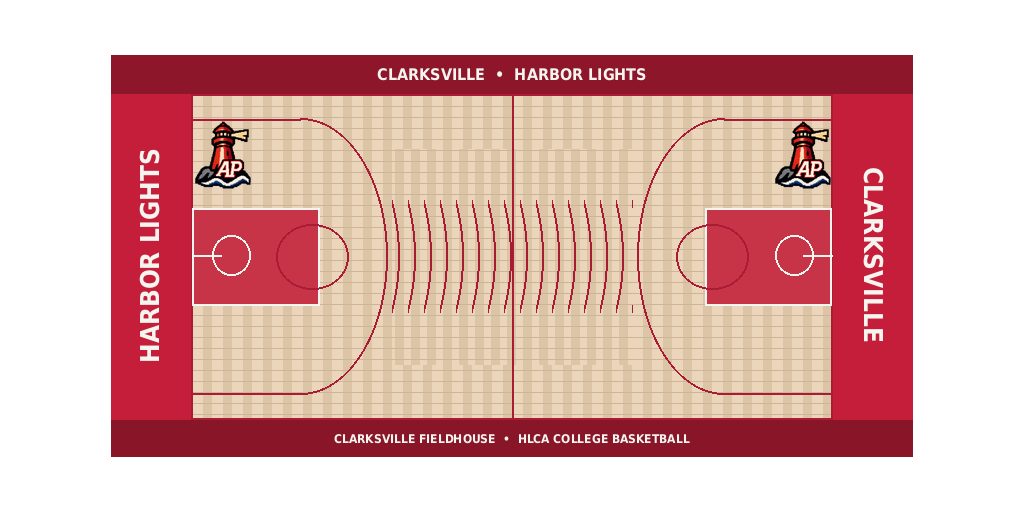 CLARKSVILLE • HARBOR LIGHTS
AP
AP
HARBOR LIGHTS
CLARKSVILLE
CLARKSVILLE FIELDHOUSE • HLCA COLLEGE BASKETBALL